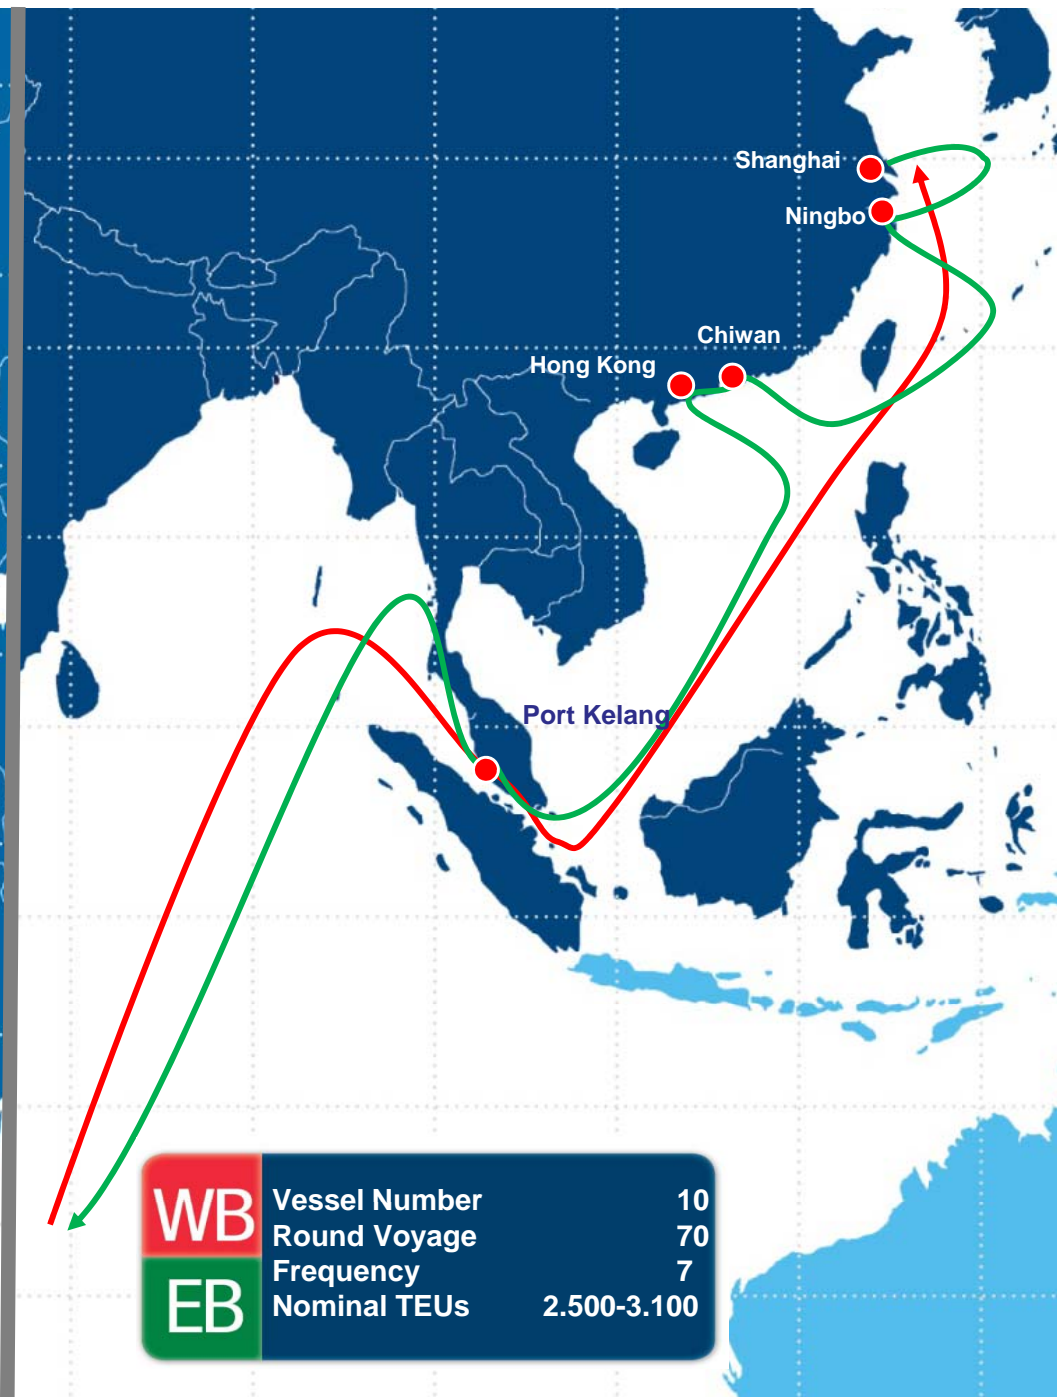 Shanghai
Ningbo
Chiwan
Hong Kong
Port Kelang
WB
EB
Vessel Number 10
Round Voyage 70
Frequency 7
Nominal TEUs 2.500-3.100